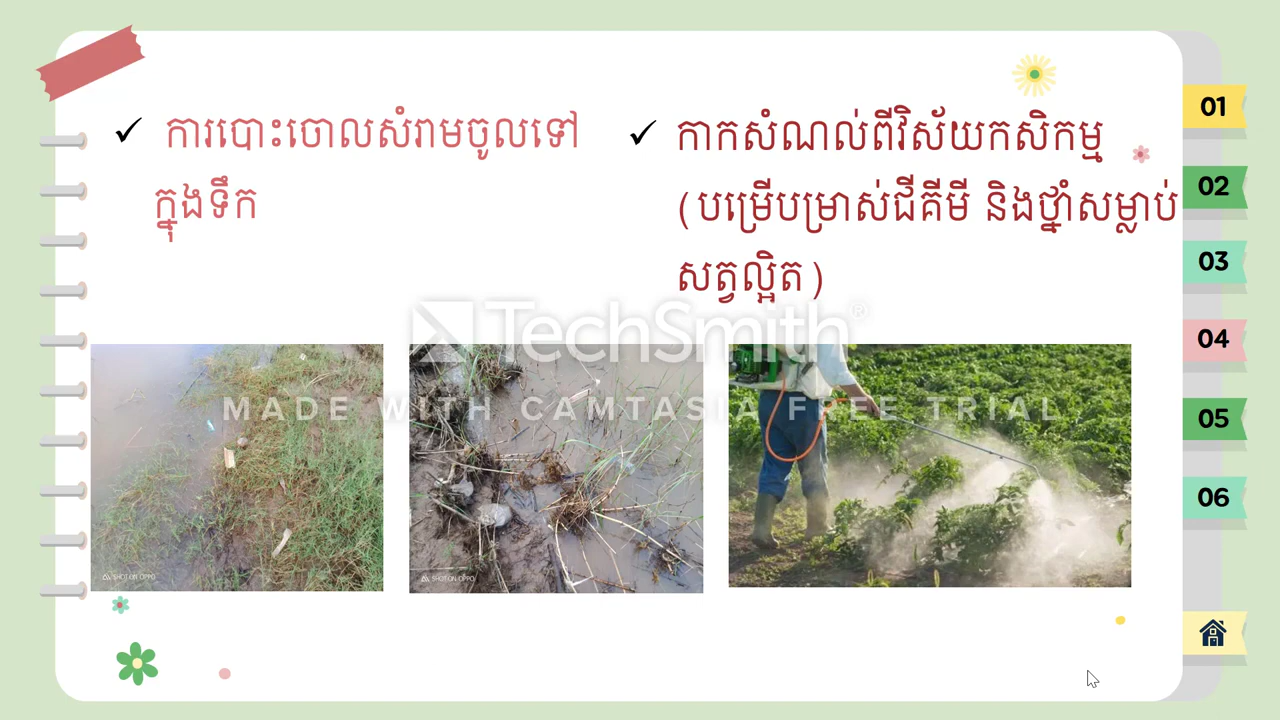 ✓ ការបោះចោលសំរាមចូលទៅ
ក្នុងទឹក
✓ កាកសំណល់ពីវិស័យកសិកម្ម
(បម្រើបម្រាស់ជីគីមី និងថ្នាំសម្លាប់
សត្វល្អិត)
TechSmith®
MADE WITH CAMTASIA FREE TRIAL
SHOT ON OPPO
SHOT ON OPPO
01
02
03
04
05
06